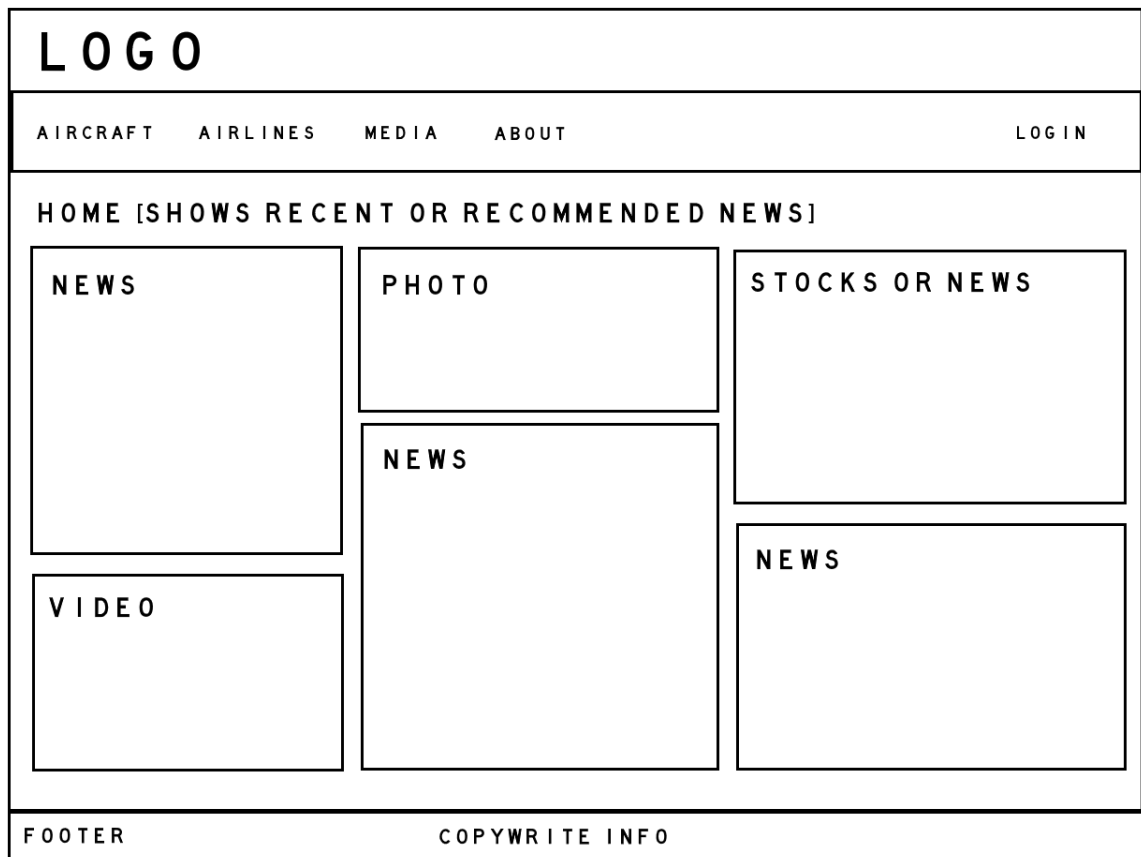 LOGO
AIRCRAFT AIRLINES MEDIA ABOUT LOGIN
HOME [SHOWS RECENT OR RECOMMENDED NEWS]
NEWS
PHOTO
STOCKS OR NEWS
NEWS
NEWS
VIDEO
FOOTER COPYWRITE INFO